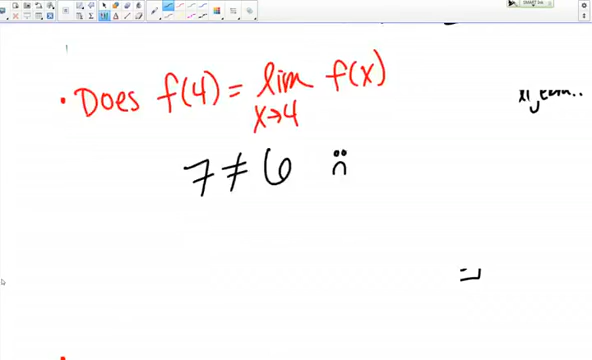 • Does f(4) = lim f(x)
x→4
7 ≠ 6 :(